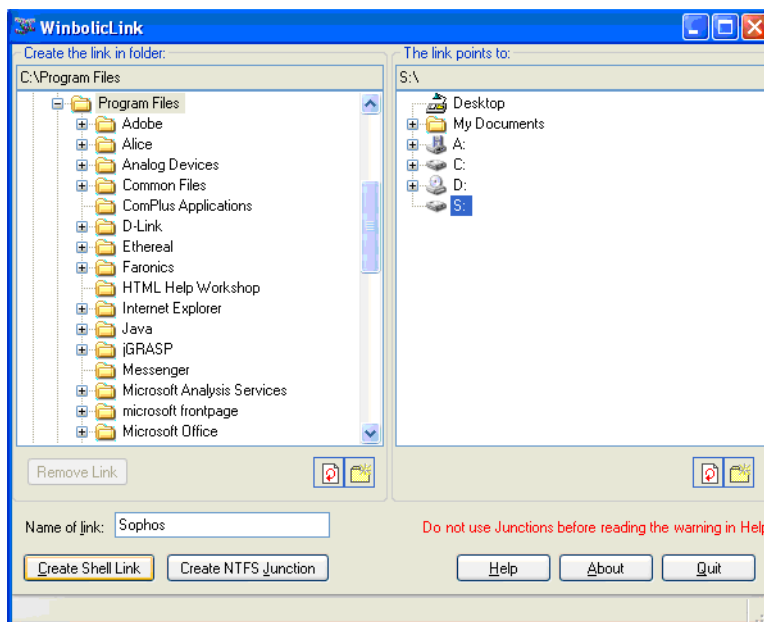 WinbolicLink
Create the link in folder:
C:\Program Files
Program Files
Adobe
Alice
Analog Devices
Common Files
ComPlus Applications
D-Link
Ethereal
Faronics
HTML Help Workshop
Internet Explorer
Java
jGRASP
Messenger
Microsoft Analysis Services
microsoft frontpage
Microsoft Office
Remove Link
The link points to:
S:\
Desktop
My Documents
A:
C:
D:
S:
Name of link: Sophos
Do not use Junctions before reading the warning in Help
Create Shell Link Create NTFS Junction Help About Quit